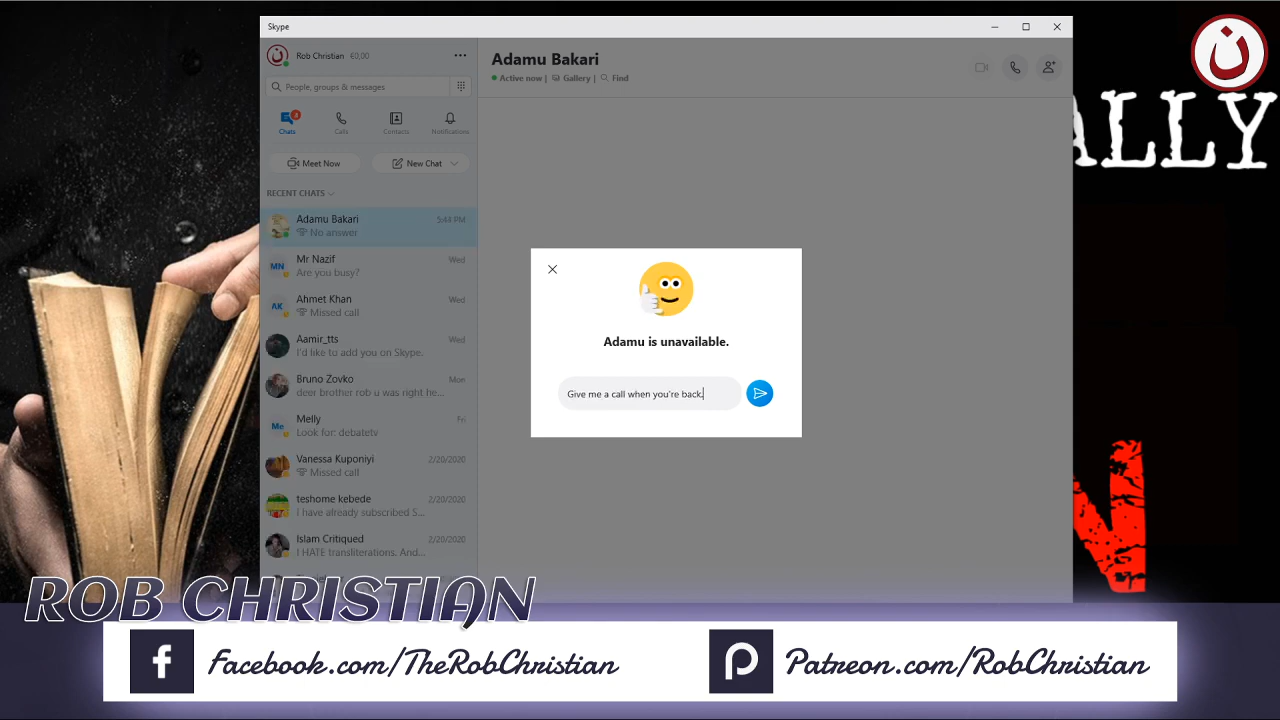 Skype
Rob Christian €0,00
People, groups & messages
Chats
Calls
Contacts
Notifications
Meet Now
New Chat
RECENT CHATS
Adamu Bakari 5:43 PM
No answer
Mr Nazif Wed
Are you busy?
Ahmet Khan Wed
Missed call
Aamir_tts Wed
I'd like to add you on Skype.
Bruno Zovko Mon
deer brother rob u was right he...
Melly Fri
Look for: debatetv
Vanessa Kuponiyi 2/20/2020
Missed call
teshome kebede 2/20/2020
I have already subscribed S...
Islam Critiqued 2/20/2020
I HATE transliterations. And...
MN
AK
Adamu Bakari
Active now | Gallery | Find
Adamu is unavailable.
Give me a call when you're back.
ن
ALLY
N
ROB CHRISTIAN
Facebook.com/TheRobChristian
Patreon.com/RobChristian